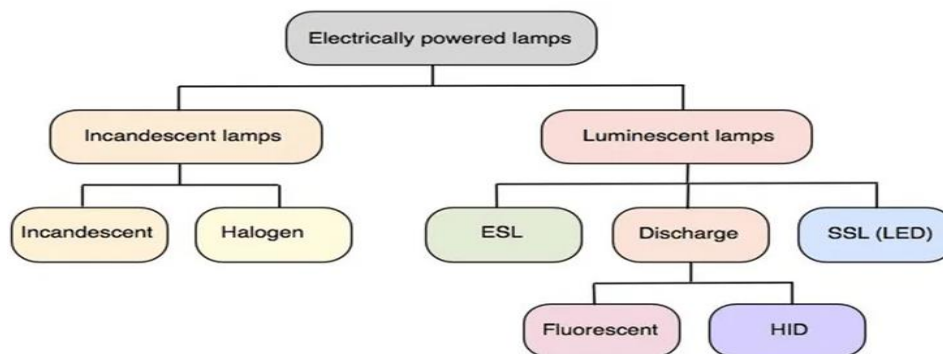 Electrically powered lamps
Incandescent lamps
Luminescent lamps
Incandescent
Halogen
ESL
Discharge
SSL (LED)
Fluorescent
HID